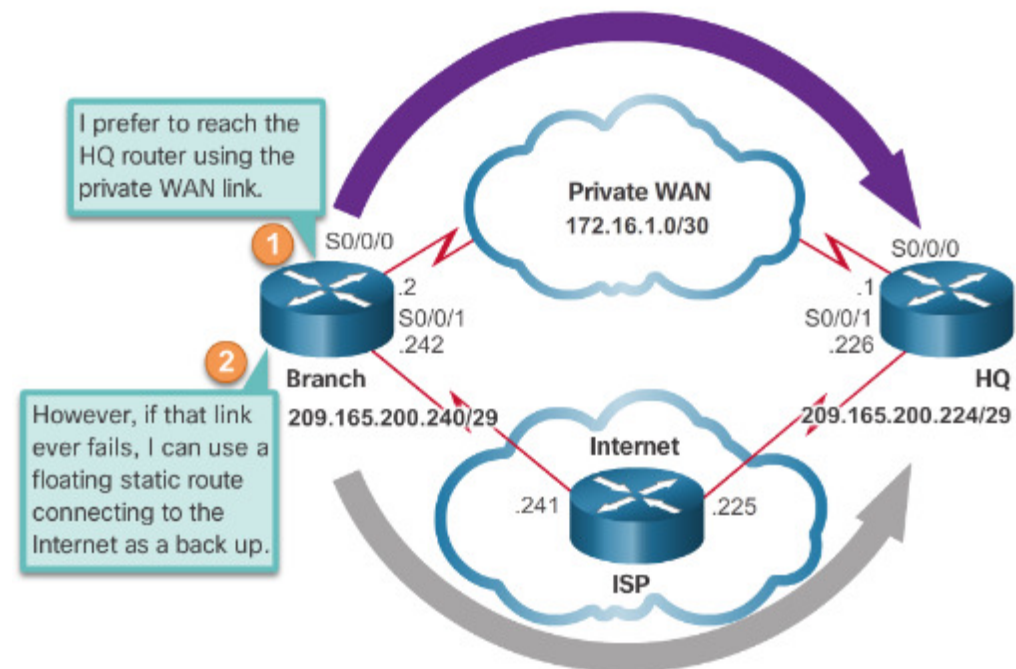 I prefer to reach the
HQ router using the
private WAN link.
Private WAN
172.16.1.0/30
1
S0/0/0
S0/0/0
.2
.1
S0/0/1
.242
S0/0/1
.226
2
Branch
HQ
However, if that link
ever fails, I can use a
floating static route
connecting to the
Internet as a back up.
209.165.200.240/29
209.165.200.224/29
Internet
.241
.225
ISP